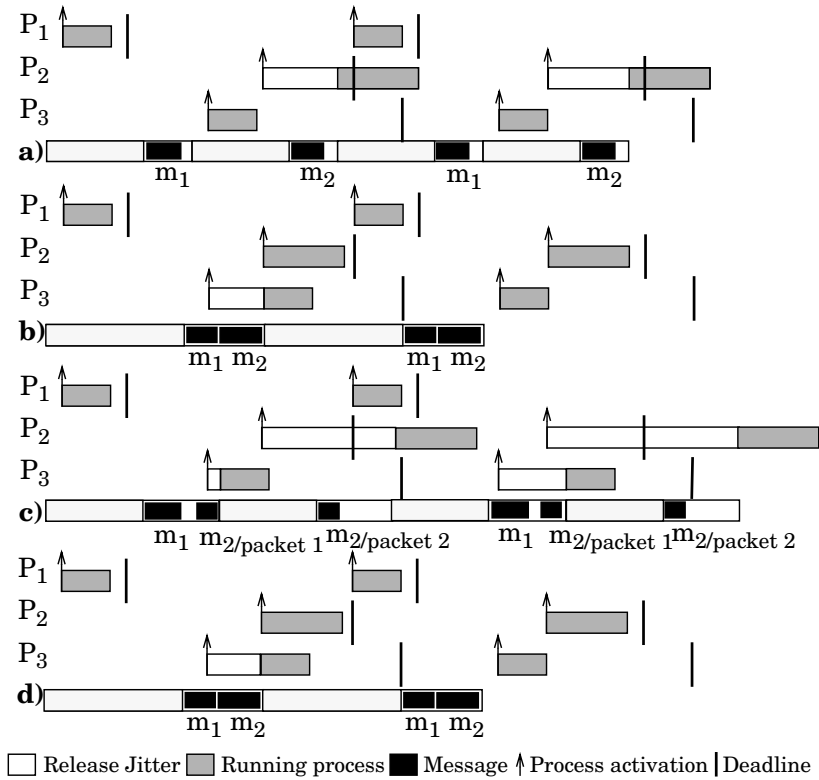 P1
P2
P3
a)
m1 m2 m1 m2
P1
P2
P3
b)
m1 m2 m1 m2
P1
P2
P3
c)
m1 m2/packet 1 m2/packet 2 m1 m2/packet 1 m2/packet 2
P1
P2
P3
d)
m1 m2 m1 m2
Release Jitter Running process Message Process activation Deadline